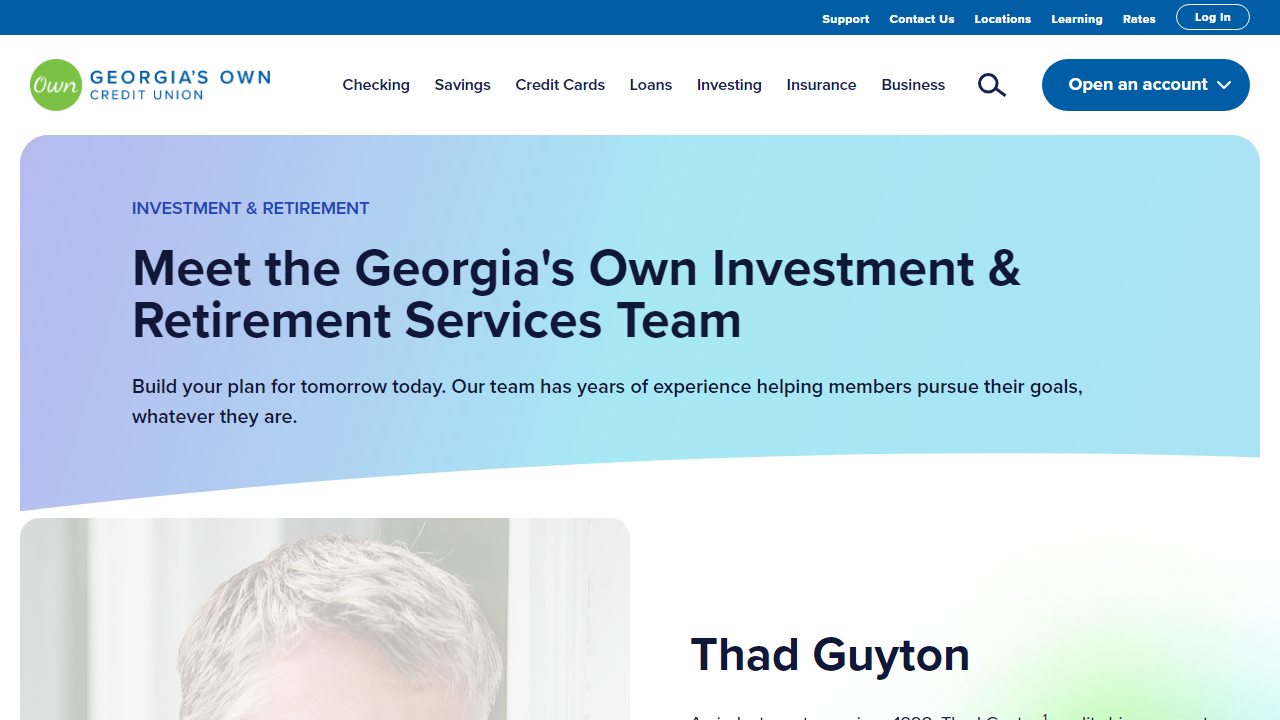 Support Contact Us Locations Learning Rates Log In
Own GEORGIA'S OWN
CREDIT UNION
Checking Savings Credit Cards Loans Investing Insurance Business Open an account
INVESTMENT & RETIREMENT
Meet the Georgia's Own Investment &
Retirement Services Team
Build your plan for tomorrow today. Our team has years of experience helping members pursue their goals,
whatever they are.
Thad Guyton